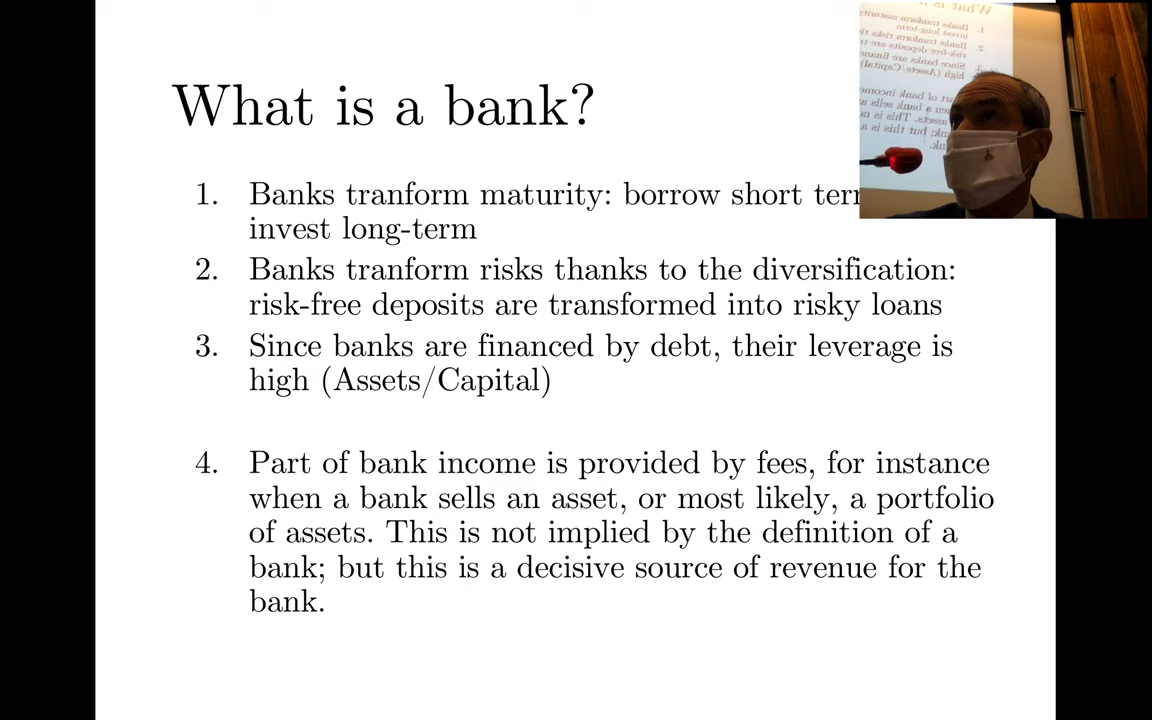 What is a bank?
1. Banks tranform maturity: borrow short
invest long-term
2. Banks tranform risks thanks to the diversification:
risk-free deposits are transformed into risky loans
3. Since banks are financed by debt, their leverage is
high (Assets/Capital)
4. Part of bank income is provided by fees, for instance
when a bank sells an asset, or most likely, a portfolio
of assets. This is not implied by the definition of a
bank; but this is a decisive source of revenue for the
bank.